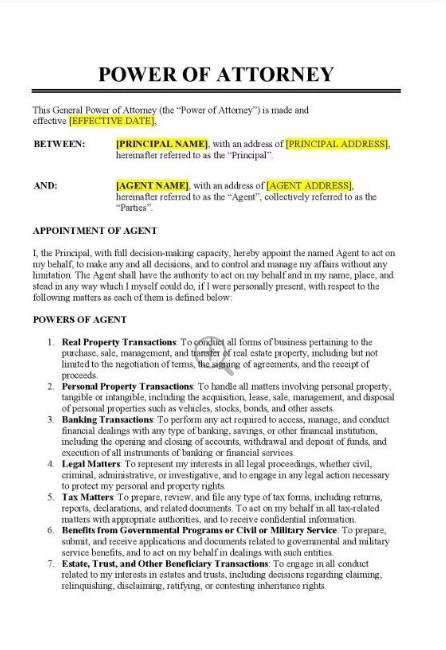 POWER OF ATTORNEY
This General Power of Attorney (the “Power of Attorney”) is made and
effective [EFFECTIVE DATE],
BETWEEN: [PRINCIPAL NAME], with an address of [PRINCIPAL ADDRESS],
hereinafter referred to as the “Principal”.
AND: [AGENT NAME], with an address of [AGENT ADDRESS],
hereinafter referred to as the “Agent”, collectively referred to as the
“Parties”.
APPOINTMENT OF AGENT
I, the Principal, with full decision-making capacity, hereby appoint the named Agent to act on
my behalf, to make any and all decisions, and to control and manage my affairs without any
limitation. The Agent shall have the authority to act on my behalf and in my name, place, and
stead in any way which I myself could do, if I were personally present, with respect to the
following matters as each of them is defined below:
POWERS OF AGENT
1. Real Property Transactions: To conduct all forms of business pertaining to the
purchase, sale, management, and transfer of real estate property, including but not
limited to the negotiation of terms, the signing of agreements, and the receipt of
proceeds.
2. Personal Property Transactions: To handle all matters involving personal property,
tangible or intangible, including the acquisition, lease, sale, management, and disposal
of personal properties such as vehicles, stocks, bonds, and other assets.
3. Banking Transactions: To perform any act required to access, manage, and conduct
financial dealings with any type of banking, savings, or other financial institution,
including the opening and closing of accounts, withdrawal and deposit of funds, and
execution of all instruments of banking or financial services.
4. Legal Matters: To represent my interests in all legal proceedings, whether civil,
criminal, administrative, or investigative, and to engage in any legal action necessary
to protect my personal and property rights.
5. Tax Matters: To prepare, review, and file any type of tax forms, including returns,
reports, declarations, and related documents. To act on my behalf in all tax-related
matters with appropriate authorities, and to receive confidential information.
6. Benefits from Governmental Programs or Civil or Military Service: To prepare,
submit, and receive applications and documents related to governmental and military
service benefits, and to act on my behalf in dealings with such entities.
7. Estate, Trust, and Other Beneficiary Transactions: To engage in all conduct
related to my interests in estates and trusts, including decisions regarding claiming,
relinquishing, disclaiming, ratifying, or contesting inheritance rights.